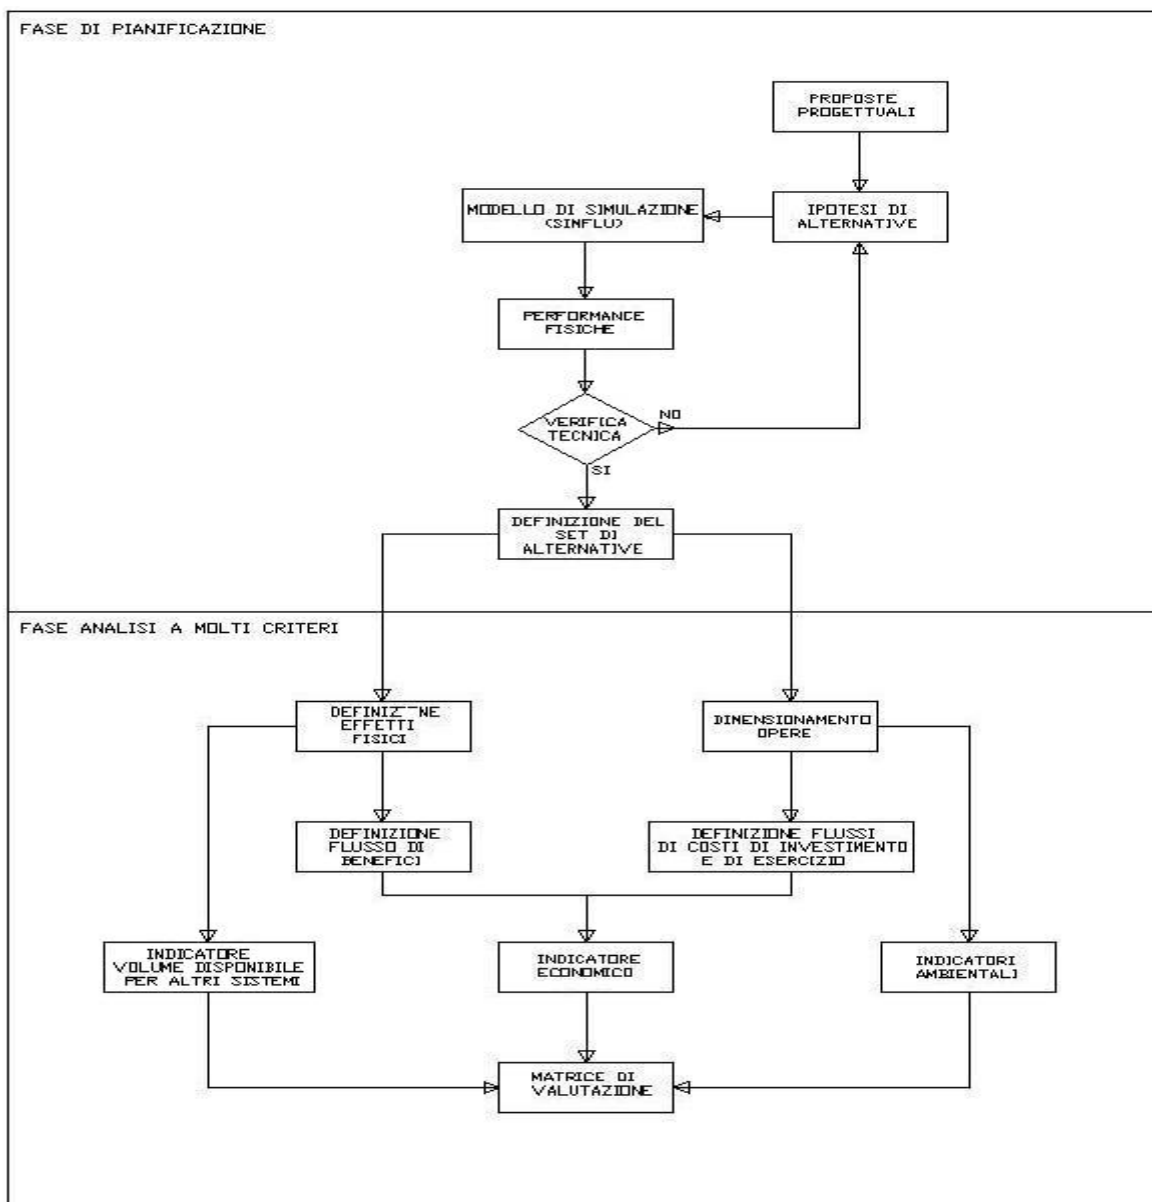 FASE DI PIANIFICAZIONE
PROPOSTE
PROGETTUALI
MODELLO DI SIMULAZIONE
(SINFLU)
IPOTESI DI
ALTERNATIVE
PERFORMANCE
FISICHE
VERIFICA
TECNICA
NO
SI
DEFINIZIONE DEL
SET DI
ALTERNATIVE
FASE ANALISI A MOLTI CRITERI
DEFINIZIONE
EFFETTI
FISICI
DIMENSIONAMENTO
OPERE
DEFINIZIONE
FLUSSO DI
BENEFICI
DEFINIZIONE FLUSSI
DI COSTI DI INVESTIMENTO
E DI ESERCIZIO
INDICATORE
VOLUME DISPONIBILE
PER ALTRI SISTEMI
INDICATORE
ECONOMICO
INDICATORI
AMBIENTALI
MATRICE DI
VALUTAZIONE